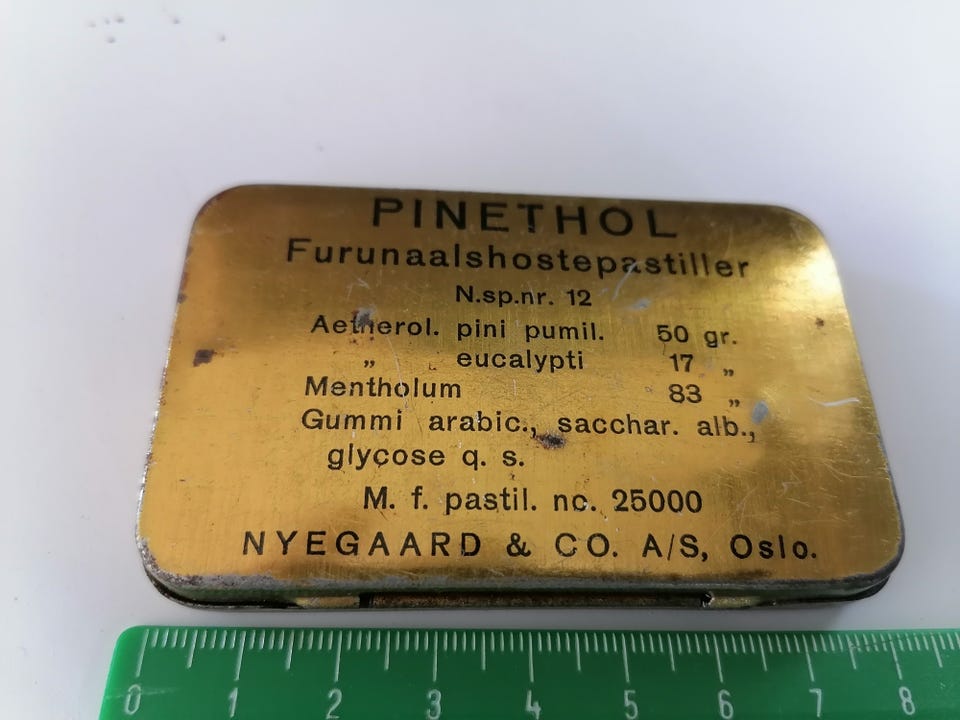 PINETHOL
Furunaalshostepastiller
N.sp.nr. 12
Aetherol. pini pumil. 50 gr.
„ eucalypti 17 „
Mentholum 83 „
Gummi arabic., sacchar. alb.,
glycose q. s.
M. f. pastil. no. 25000
NYEGAARD & CO. A/S, Oslo.
0 1 2 3 4 5 6 7 8